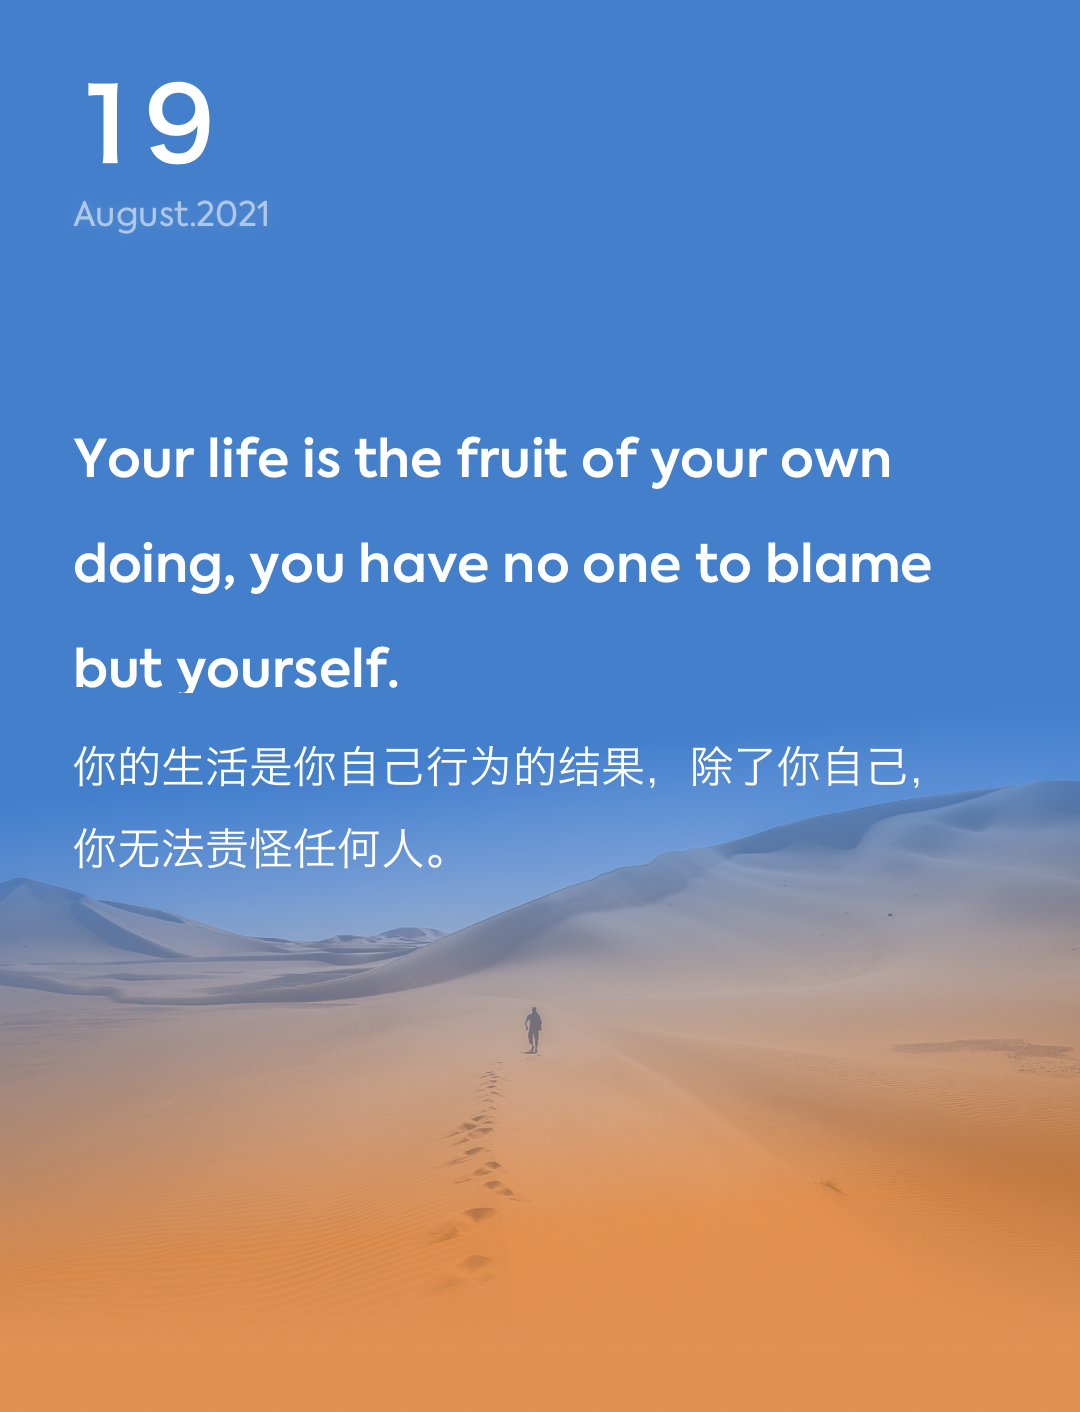 19
August.2021
Your life is the fruit of your own
doing, you have no one to blame
but yourself.
你的生活是你自己行为的结果，除了你自己，
你无法责怪任何人。